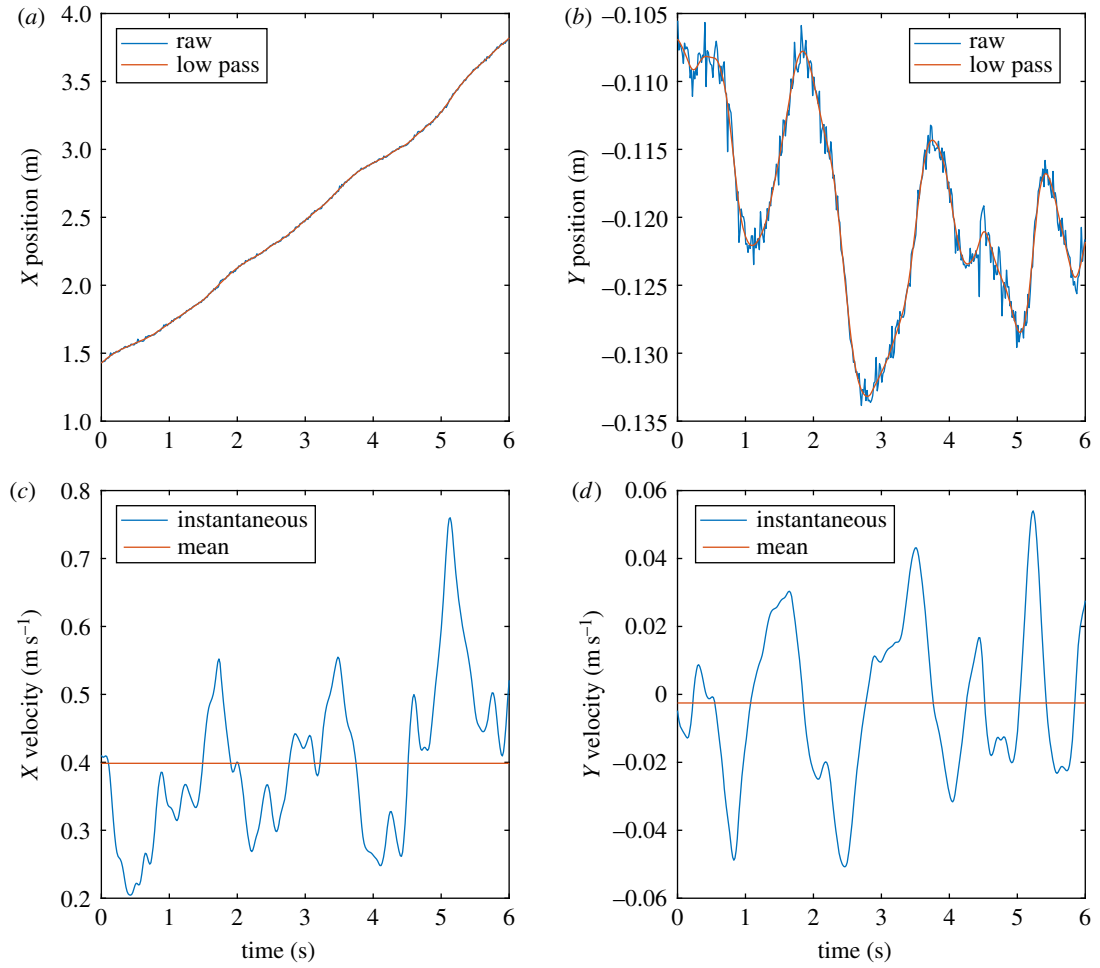 (a)
4.0
3.5
3.0
2.5
2.0
1.5
1.0
X position (m)
raw
low pass
0 1 2 3 4 5 6
(b)
–0.105
–0.110
–0.115
–0.120
–0.125
–0.130
–0.135
Y position (m)
raw
low pass
0 1 2 3 4 5 6
(c)
0.8
0.7
0.6
0.5
0.4
0.3
0.2
X velocity (m s–1)
instantaneous
mean
0 1 2 3 4 5 6
time (s)
(d)
0.06
0.04
0.02
0
–0.02
–0.04
–0.06
Y velocity (m s–1)
instantaneous
mean
0 1 2 3 4 5 6
time (s)